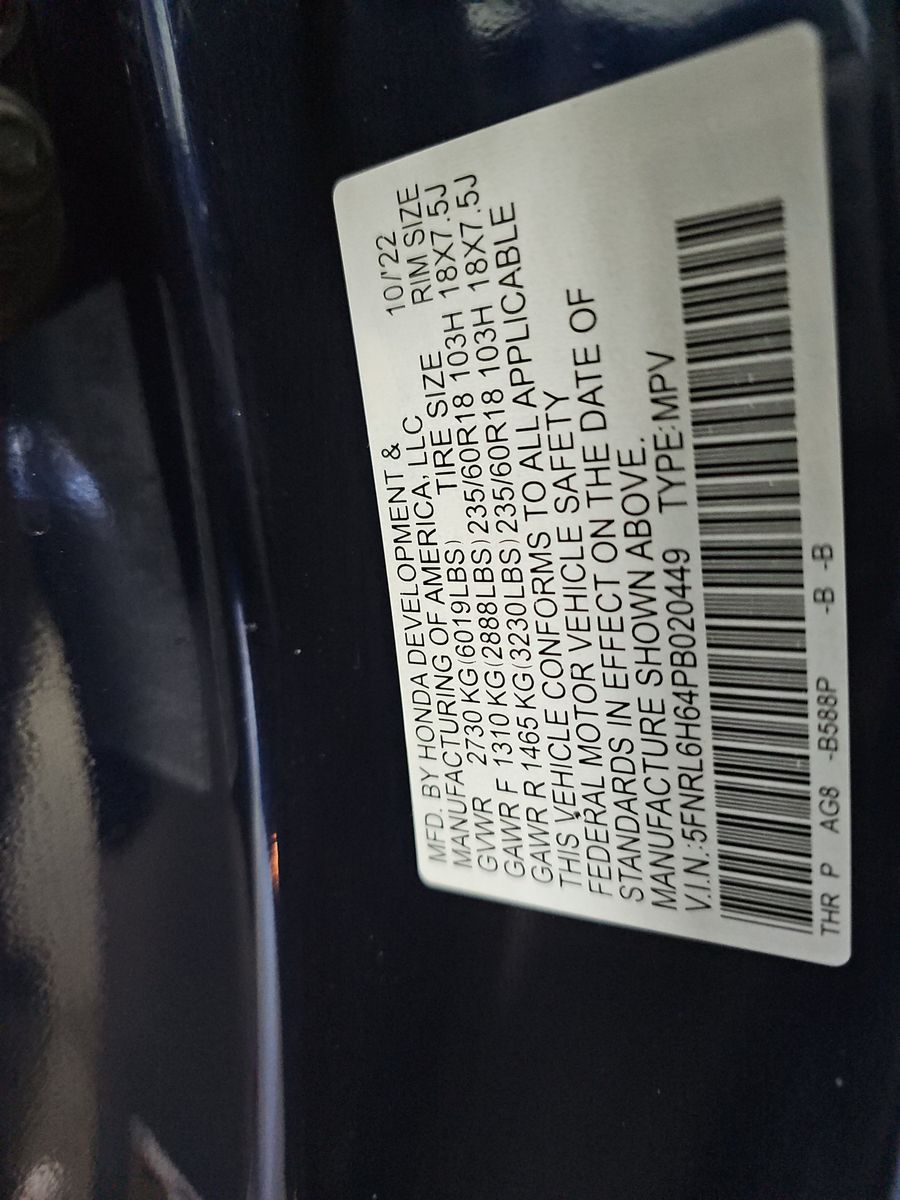 MFD. BY HONDA DEVELOPMENT & 10/'22
MANUFACTURING OF AMERICA, LLC RIM SIZE
GVWR 2730 KG(6019LBS) TIRE SIZE
GAWR F 1310 KG(2888LBS) 235/60R18 103H 18X7.5J
GAWR R 1465 KG(3230LBS) 235/60R18 103H 18X7.5J
THIS VEHICLE CONFORMS TO ALL APPLICABLE
FEDERAL MOTOR VEHICLE SAFETY
STANDARDS IN EFFECT ON THE DATE OF
MANUFACTURE SHOWN ABOVE.
V.I.N.:5FNRL6H64PB020449 TYPE:MPV
THR P AG8 -B588P -B -B